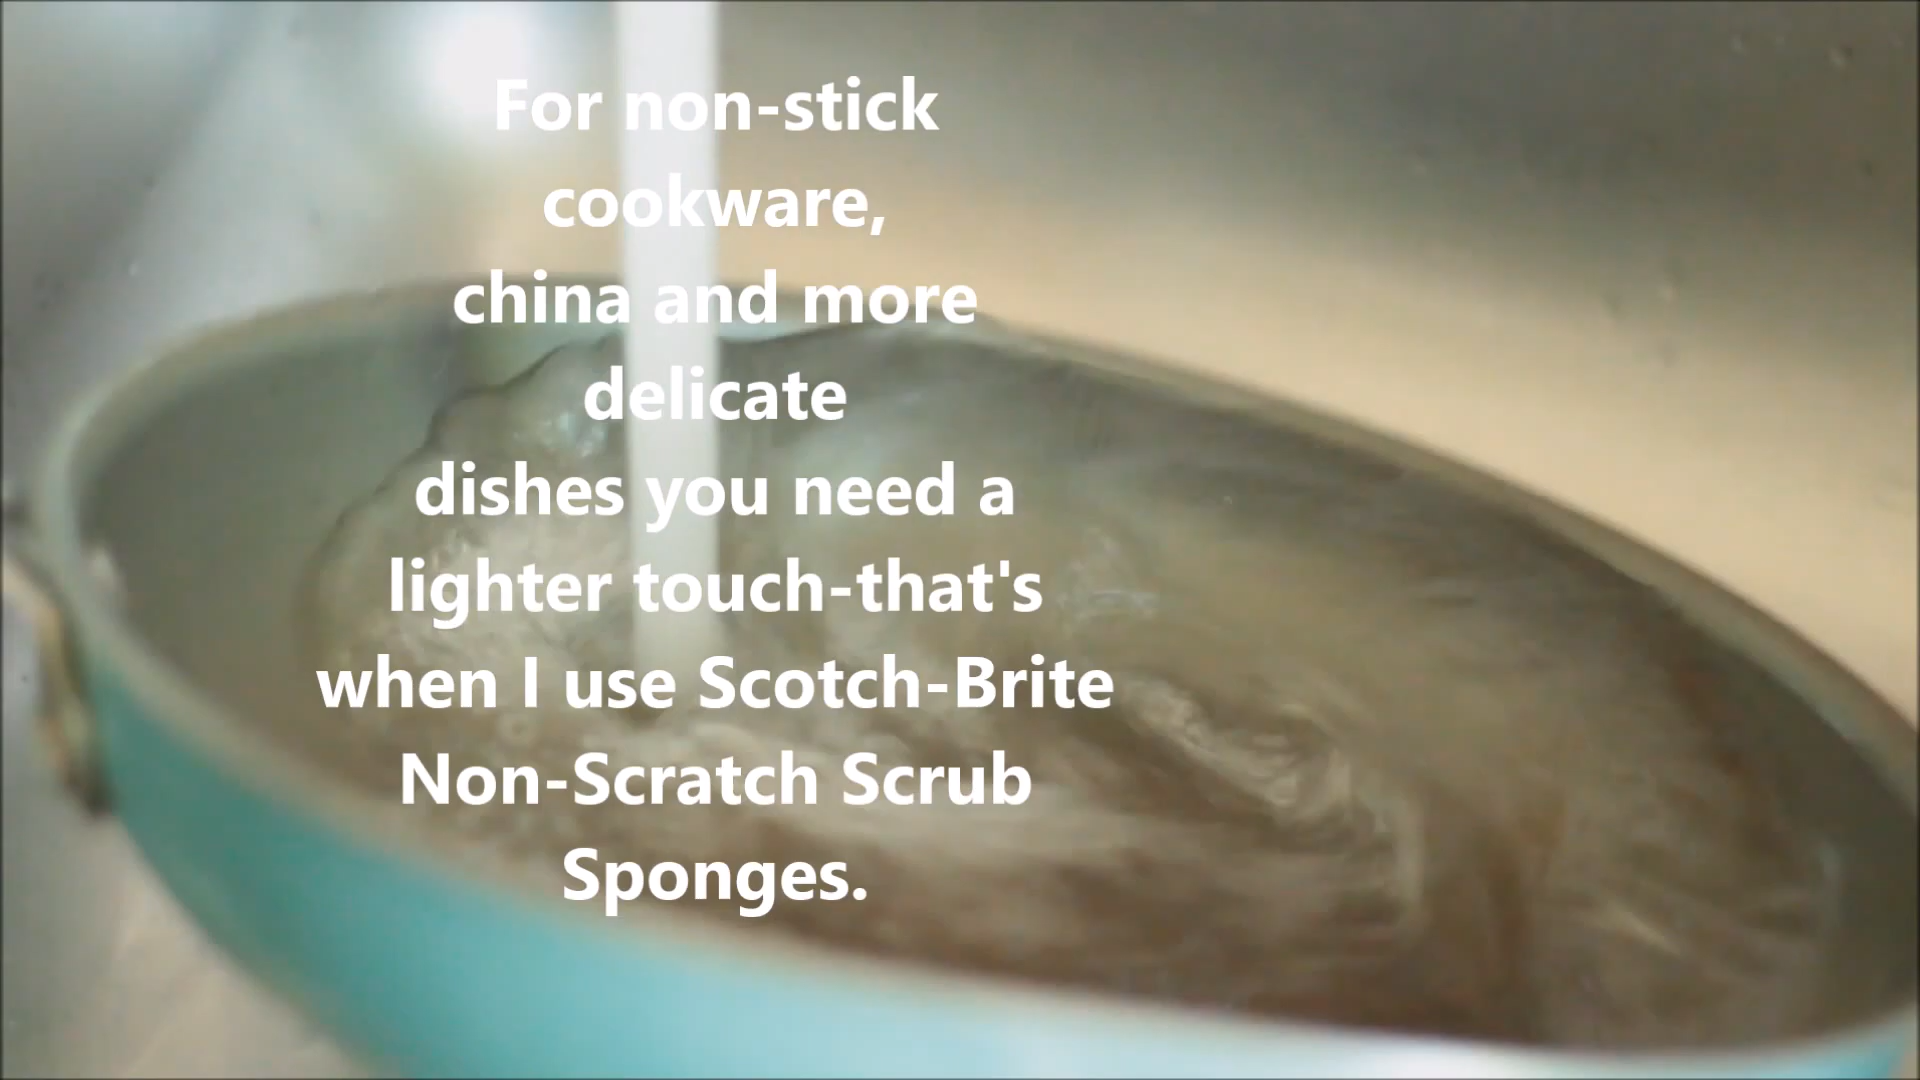 For non-stick
cookware,
china and more
delicate
dishes you need a
lighter touch-that's
when I use Scotch-Brite
Non-Scratch Scrub
Sponges.